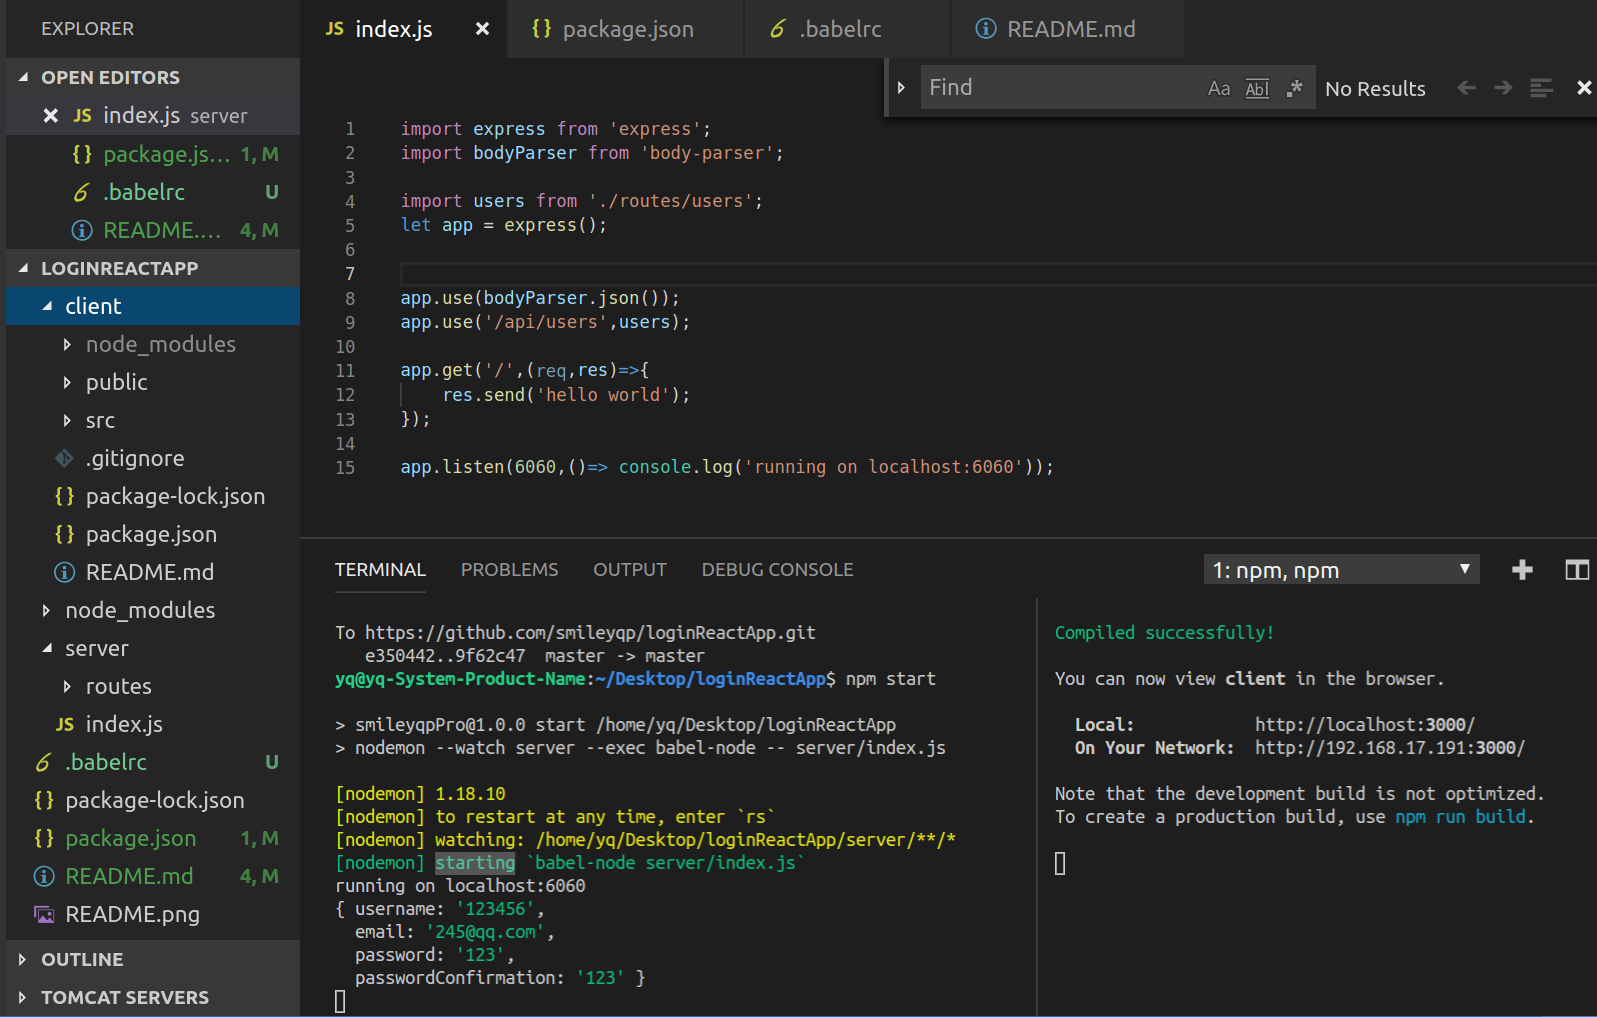 EXPLORER
OPEN EDITORS
JS index.js server
{} package.js... 1, M
.babelrc U
README.... 4, M
LOGINREACTAPP
client
node_modules
public
src
.gitignore
{} package-lock.json
{} package.json
README.md
node_modules
server
routes
JS index.js
.babelrc U
{} package-lock.json
{} package.json 1, M
README.md 4, M
README.png
OUTLINE
TOMCAT SERVERS
JS index.js {} package.json .babelrc README.md
Find Aa Abl .* No Results
1 import express from 'express';
2 import bodyParser from 'body-parser';
3
4 import users from './routes/users';
5 let app = express();
6
7
8 app.use(bodyParser.json());
9 app.use('/api/users',users);
10
11 app.get('/',(req,res)=>{
12 res.send('hello world');
13 });
14
15 app.listen(6060,()=> console.log('running on localhost:6060'));
TERMINAL PROBLEMS OUTPUT DEBUG CONSOLE 1: npm, npm
To https://github.com/smileyqp/loginReactApp.git
e350442..9f62c47 master -> master
yq@yq-System-Product-Name:~/Desktop/loginReactApp$ npm start
> smileyqpPro@1.0.0 start /home/yq/Desktop/loginReactApp
> nodemon --watch server --exec babel-node -- server/index.js
[nodemon] 1.18.10
[nodemon] to restart at any time, enter `rs`
[nodemon] watching: /home/yq/Desktop/loginReactApp/server/**/*
[nodemon] starting `babel-node server/index.js`
running on localhost:6060
{ username: '123456',
email: '245@qq.com',
password: '123',
passwordConfirmation: '123' }
Compiled successfully!
You can now view client in the browser.
Local: http://localhost:3000/
On Your Network: http://192.168.17.191:3000/
Note that the development build is not optimized.
To create a production build, use npm run build.